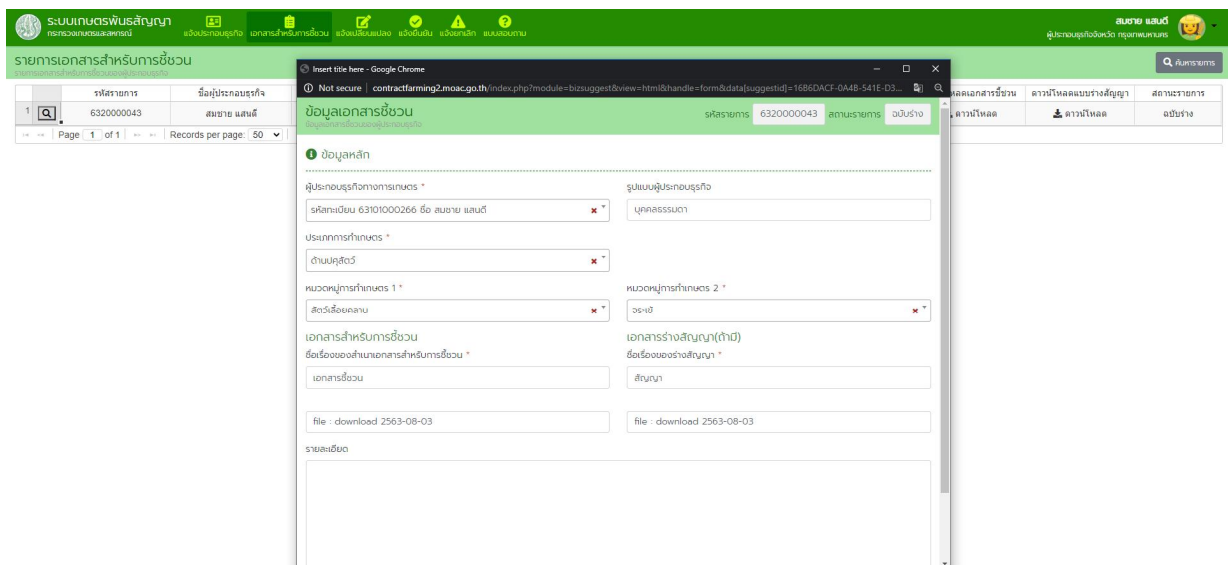 ระบบเกษตรพันธสัญญา
กระทรวงเกษตรและสหกรณ์
แจ้งประกอบธุรกิจ เอกสารสำหรับการชี้ชวน แจ้งเปลี่ยนแปลง แจ้งยืนยัน แจ้งยกเลิก แบบสอบถาม
สมชาย แสนดี
ผู้ประกอบธุรกิจจังหวัด กรุงเทพมหานคร
รายการเอกสารสำหรับการชี้ชวน
รายการเอกสารสำหรับการชี้ชวนของผู้ประกอบธุรกิจ
ค้นหารายการ
รหัสรายการ ชื่อผู้ประกอบธุรกิจ
1 6320000043 สมชาย แสนดี
Page 1 of 1 Records per page: 50
หลดเอกสารชี้ชวน ดาวน์โหลดแบบร่างสัญญา สถานะรายการ
ดาวน์โหลด ดาวน์โหลด ฉบับร่าง
Insert title here - Google Chrome
Not secure | contractfarming2.moac.go.th/index.php?module=bizsuggest&view=html&handle=form&data[suggestid]=16B6DACF-0A4B-541E-D3...
ข้อมูลเอกสารชี้ชวน
ข้อมูลเอกสารชี้ชวนของผู้ประกอบธุรกิจ
รหัสรายการ 6320000043 สถานะรายการ ฉบับร่าง
ข้อมูลหลัก
ผู้ประกอบธุรกิจทางการเกษตร * รูปแบบผู้ประกอบธุรกิจ
รหัสทะเบียน 63101000266 ชื่อ สมชาย แสนดี บุคคลธรรมดา
ประเภทการทำเกษตร *
ด้านปศุสัตว์
หมวดหมู่การทำเกษตร 1 * หมวดหมู่การทำเกษตร 2 *
สัตว์เลื้อยคลาน จระเข้
เอกสารสำหรับการชี้ชวน เอกสารร่างสัญญา(ถ้ามี)
ชื่อเรื่องของสำเนาเอกสารสำหรับการชี้ชวน * ชื่อเรื่องของร่างสัญญา *
เอกสารชี้ชวน สัญญา
file : download 2563-08-03 file : download 2563-08-03
รายละเอียด